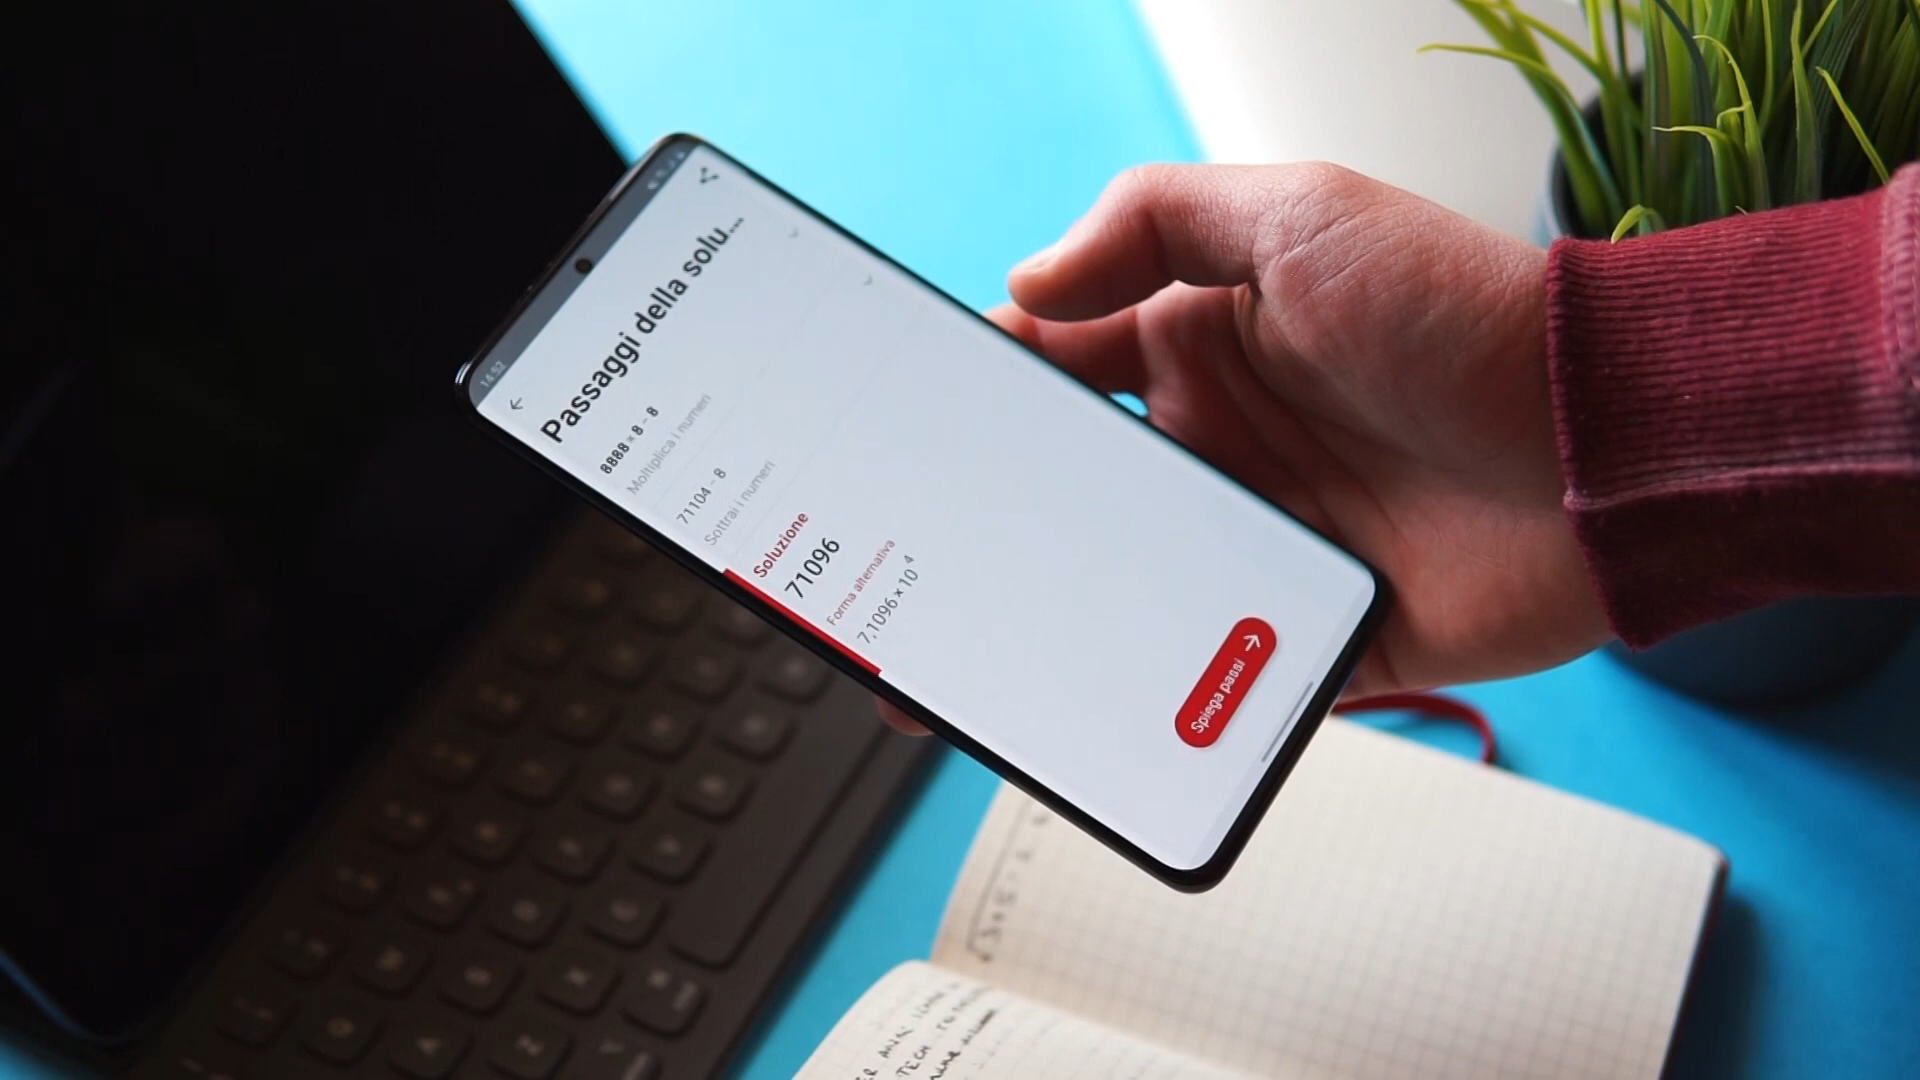 14:52
Passaggi della solu...
8888 × 8 - 8
Moltiplica i numeri
71104 - 8
Sottrai i numeri
Soluzione
71096
Forma alternativa
7,1096 × 10⁴
Spiega passi →